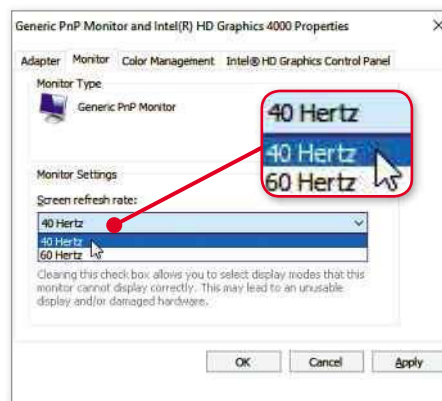 Generic PnP Monitor and Intel(R) HD Graphics 4000 Properties
Adapter Monitor Color Management Intel® HD Graphics Control Panel
Monitor Type
Generic PnP Monitor
40 Hertz
40 Hertz
60 Hertz
Monitor Settings
Screen refresh rate:
40 Hertz
40 Hertz
60 Hertz
Clearing this check box allows you to select display modes that this
monitor cannot display correctly. This may lead to an unusable
display and/or damaged hardware.
OK Cancel Apply